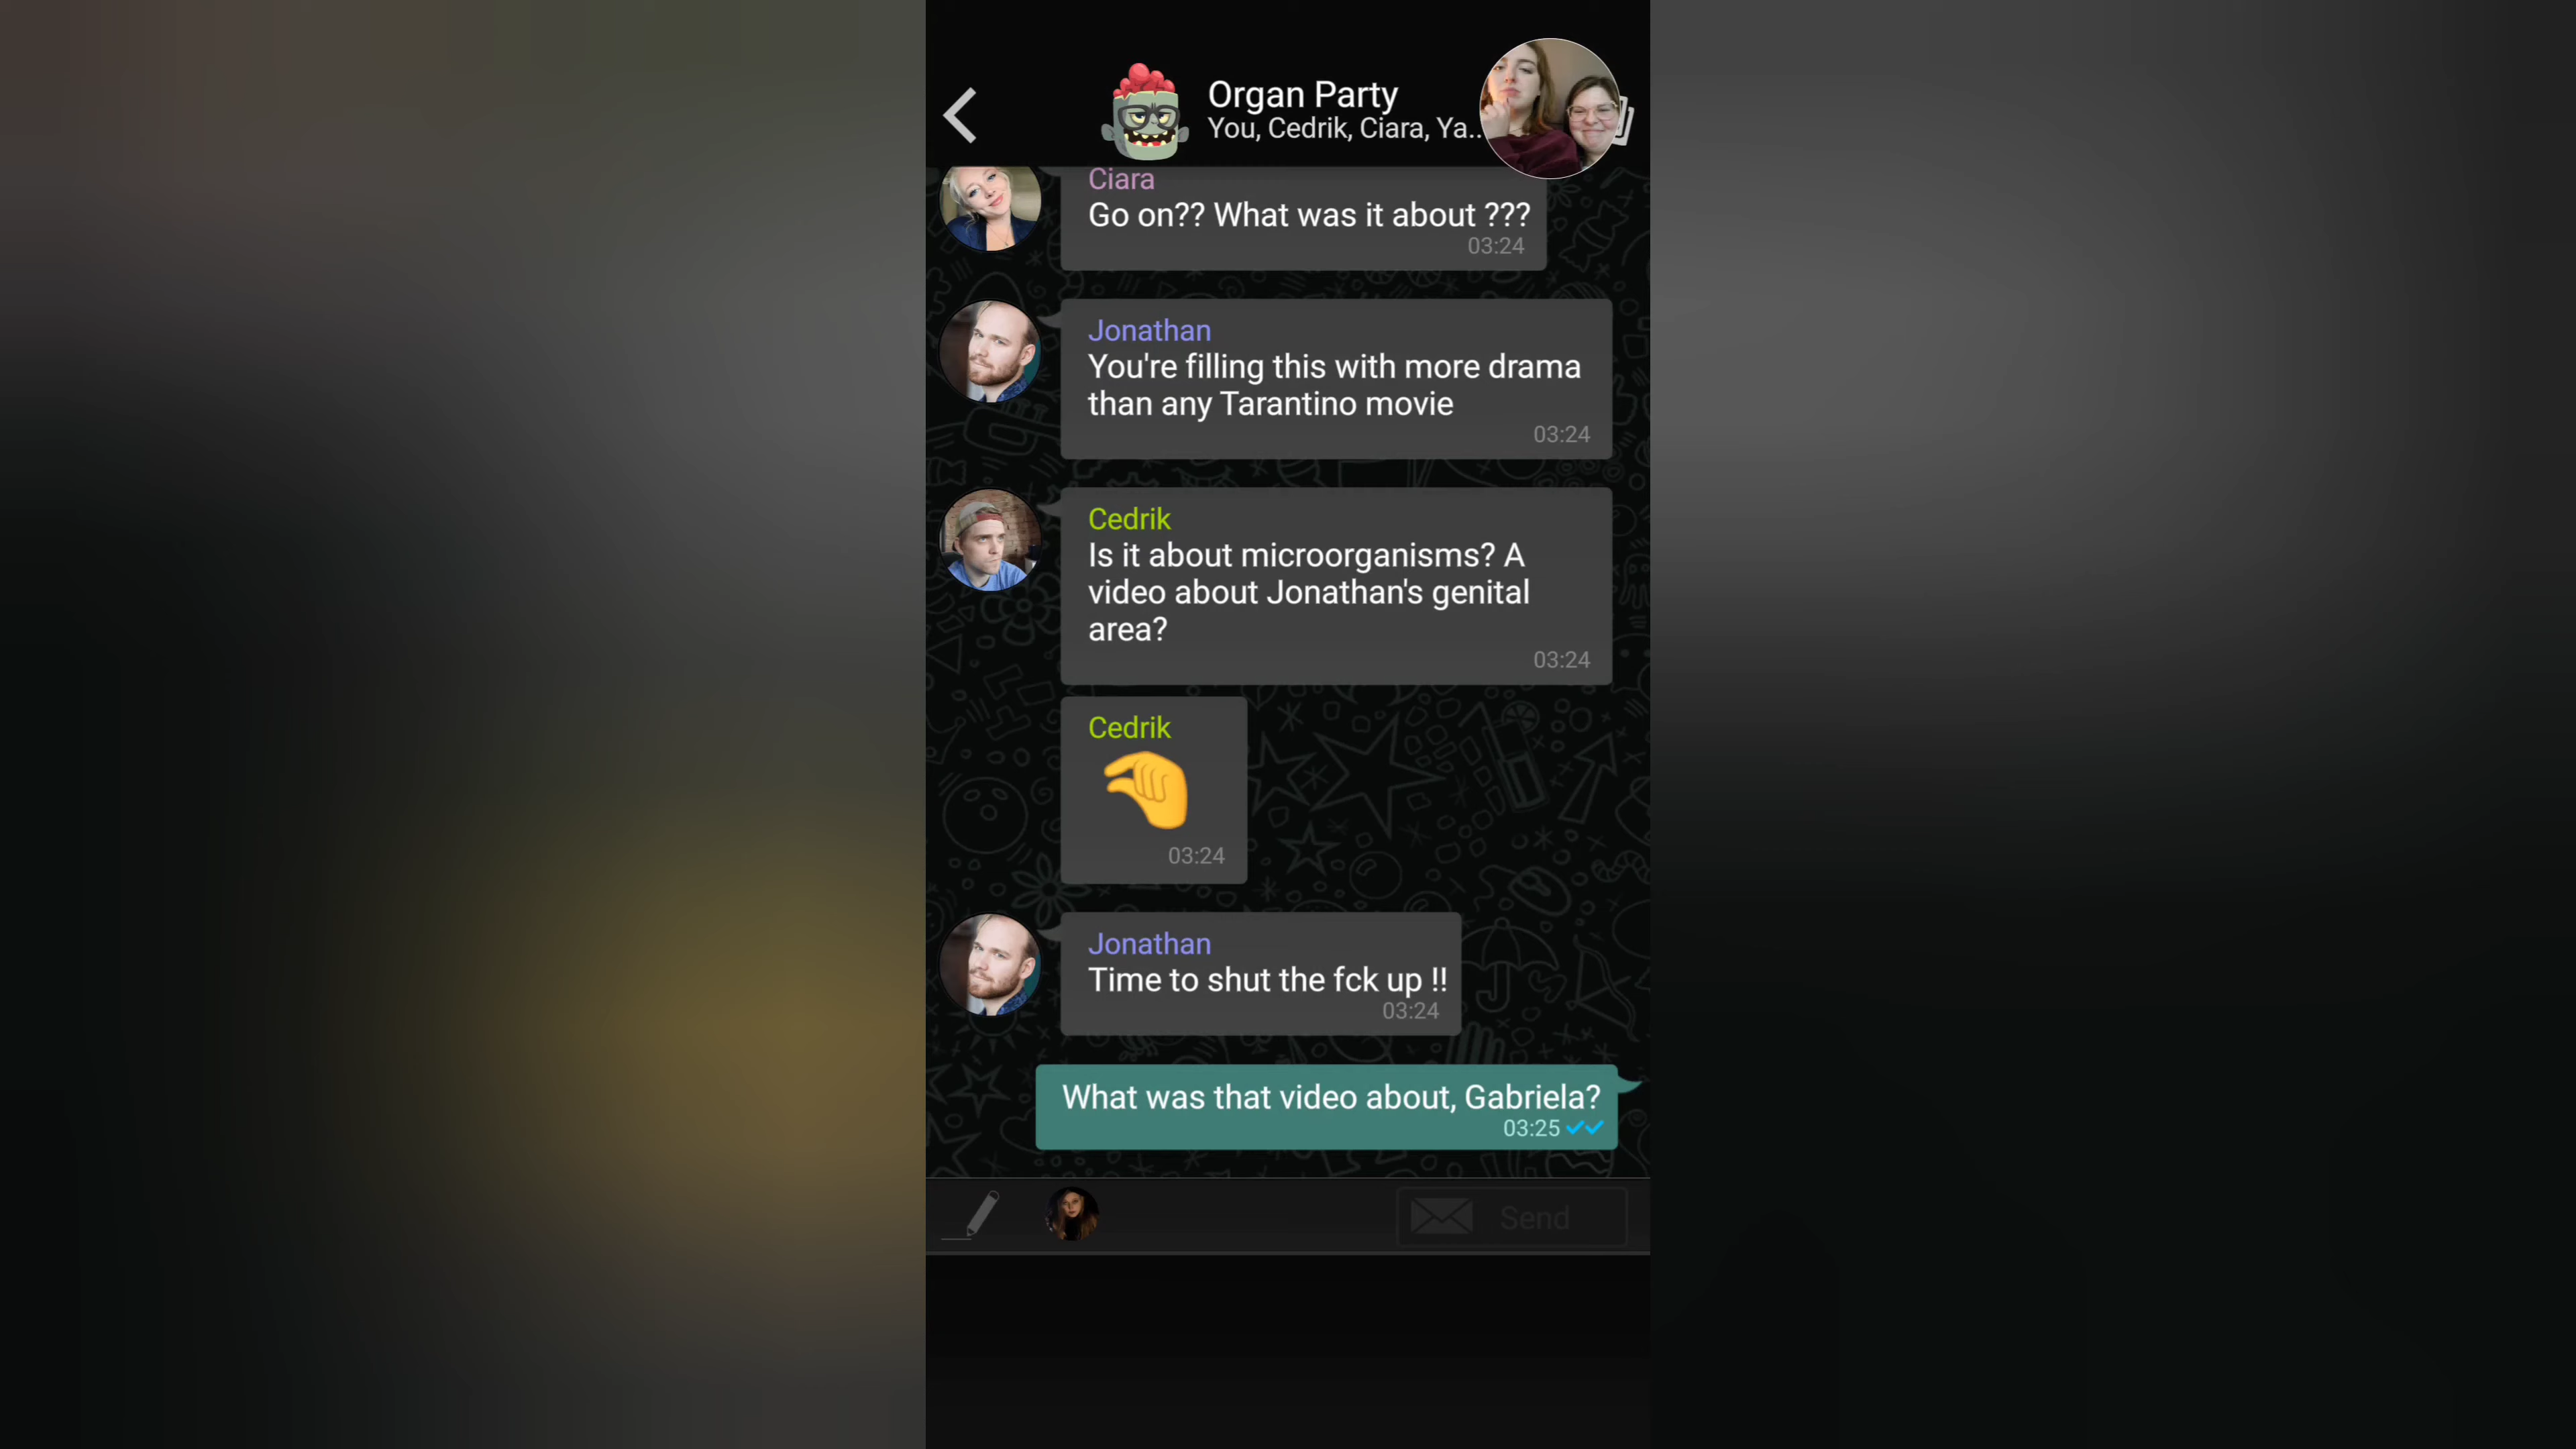 Organ Party
You, Cedrik, Ciara, Ya..
Ciara
Go on?? What was it about ???
03:24
Jonathan
You're filling this with more drama
than any Tarantino movie
03:24
Cedrik
Is it about microorganisms? A
video about Jonathan's genital
area?
03:24
Cedrik
03:24
Jonathan
Time to shut the fck up !!
03:24
What was that video about, Gabriela?
03:25
Send